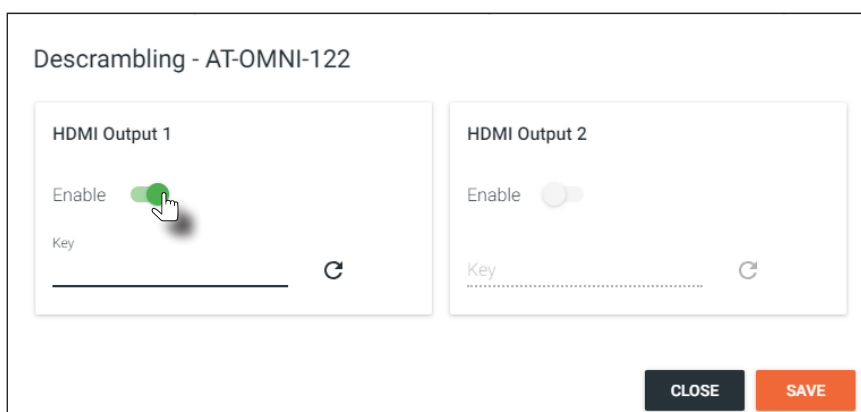 Descrambling - AT-OMNI-122
HDMI Output 1
Enable
Key
HDMI Output 2
Enable
Key
CLOSE
SAVE